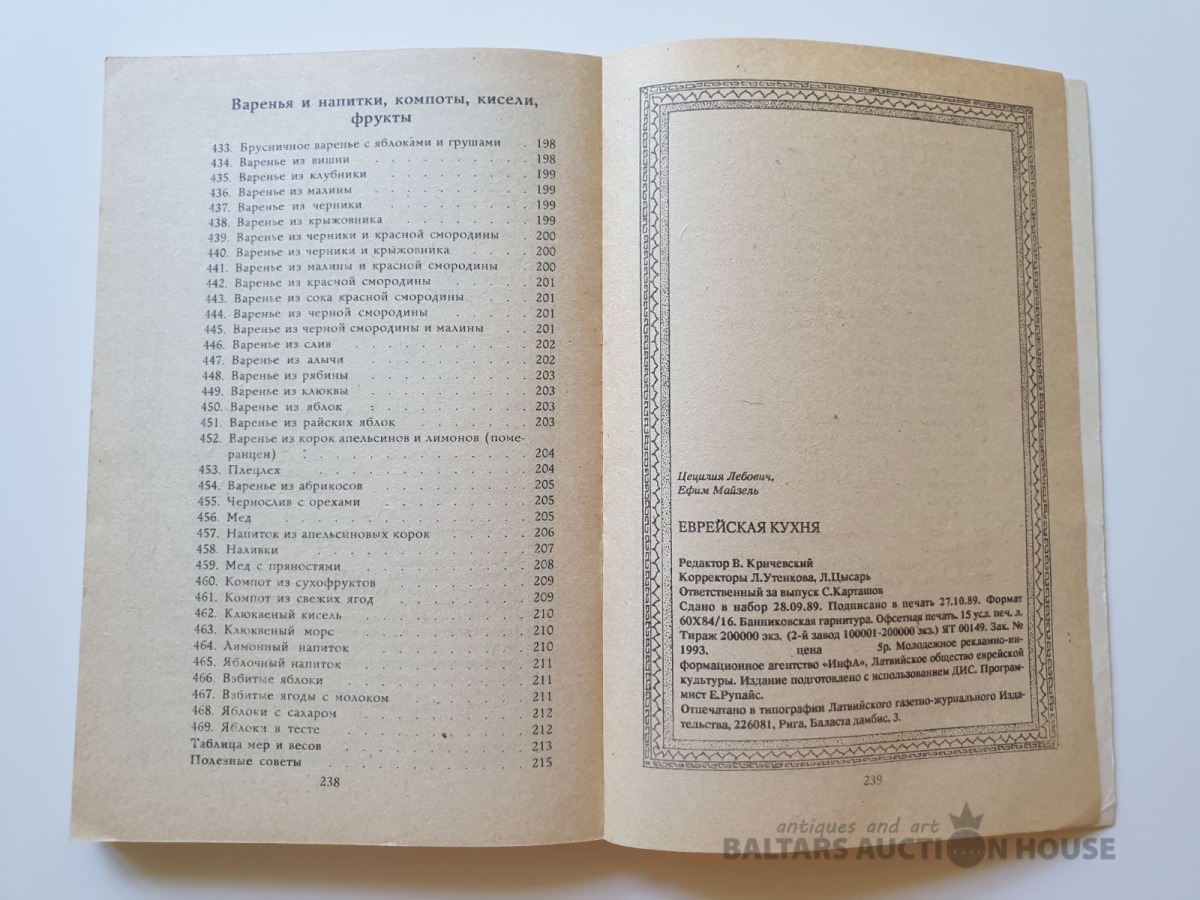 Варенья и напитки, компоты, кисели,
фрукты
433. Брусничное варенье с яблоками и грушами . 198
434. Варенье из вишни . . . . . . . . 198
435. Варенье из клубники . . . . . . . 199
436. Варенье из малины . . . . . . . . 199
437. Варенье из черники . . . . . . . . 199
438. Варенье из крыжовника . . . . . . . 199
439. Варенье из черники и красной смородины . 200
440. Варенье из черники и крыжовника . . . . 200
441. Варенье из малины и красной смородины . 200
442. Варенье из красной смородины . . . . . 201
443. Варенье из сока красной смородины . . . 201
444. Варенье из черной смородины . . . . . 201
445. Варенье из черной смородины и малины . . 201
446. Варенье из слив . . . . . . . . . 202
447. Варенье из алычи . . . . . . . . . 202
448. Варенье из рябины . . . . . . . . 203
449. Варенье из клюквы . . . . . . . . 203
450. Варенье из яблок . . . . . . . . . 203
451. Варенье из райских яблок . . . . . . 203
452. Варенье из корок апельсинов и лимонов (поме-
ранцен) . . . . . . . . . . . 204
453. Плецлех . . . . . . . . . . . 204
454. Варенье из абрикосов . . . . . . . 205
455. Чернослив с орехами . . . . . . . 205
456. Мед . . . . . . . . . . . . 205
457. Напиток из апельсиновых корок . . . . 206
458. Наливки . . . . . . . . . . . 207
459. Мед с пряностями . . . . . . . . 208
460. Компот из сухофруктов . . . . . . . 209
461. Компот из свежих ягод . . . . . . . 209
462. Клюквеный кисель . . . . . . . . 210
463. Клюквеный морс . . . . . . . . . 210
464. Лимонный напиток . . . . . . . . 210
465. Яблочный напиток . . . . . . . . 211
466. Взбитые яблоки . . . . . . . . . 211
467. Взбитые ягоды с молоком . . . . . . 211
468. Яблоки с сахаром . . . . . . . . 212
469. Яблоки в тесте . . . . . . . . . 212
Таблица мер и весов . . . . . . . . . 213
Полезные советы . . . . . . . . . . 215
238
Цецилия Лебович,
Ефим Майзель
ЕВРЕЙСКАЯ КУХНЯ
Редактор В. Кричевский
Корректоры Л.Утенкова, Л.Цысарь
Ответственный за выпуск С.Карташов
Сдано в набор 28.09.89. Подписано в печать 27.10.89. Формат
60X84/16. Банниковская гарнитура. Офсетная печать. 15 усл. печ. л.
Тираж 200000 экз. (2-й завод 100001-200000 экз.) ЯТ 00149. Зак. №
1993. цена 5р. Молодежное рекламно-ин-
формационное агентство «ИнфА», Латвийское общество еврейской
культуры. Издание подготовлено с использованием ДИС. Програм-
мист Е.Рупайс.
Отпечатано в типографии Латвийского газетно-журнального Изда-
тельства, 226081, Рига, Баласта дамбис, 3.
239
antiques and art
BALTARS AUCTION HOUSE